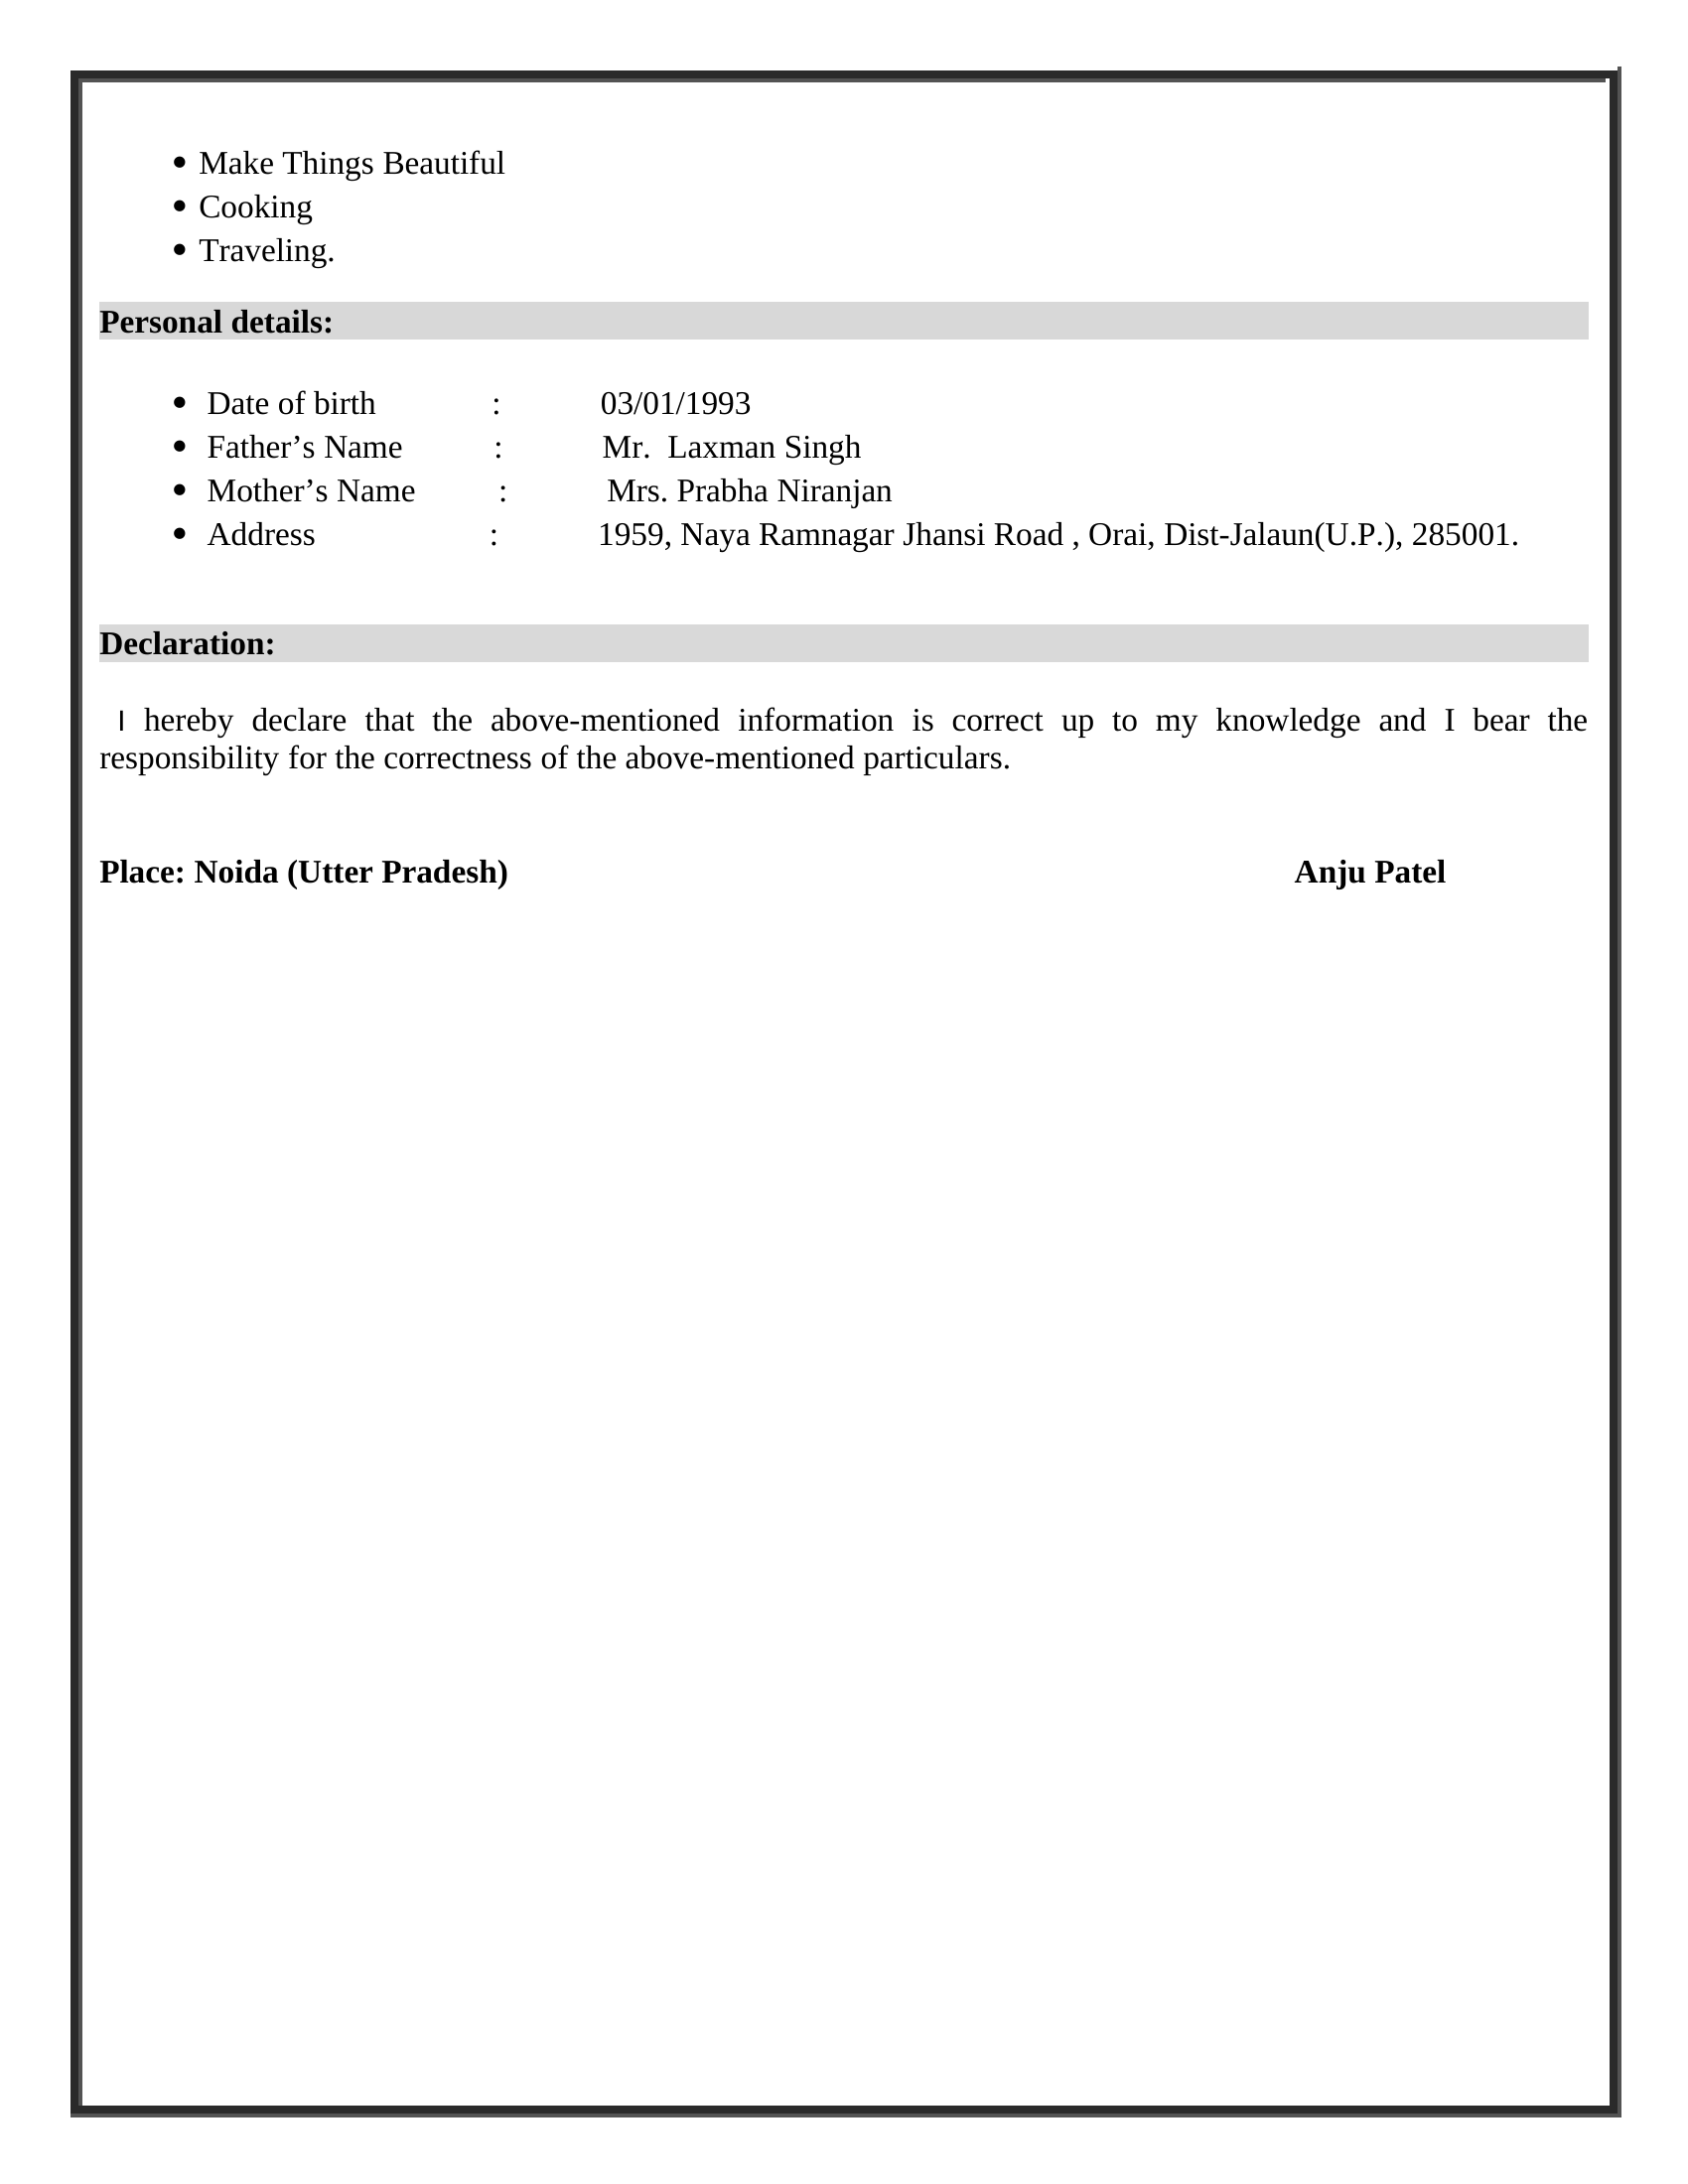 • Make Things Beautiful
• Cooking
• Traveling.
Personal details:
• Date of birth : 03/01/1993
• Father’s Name : Mr. Laxman Singh
• Mother’s Name : Mrs. Prabha Niranjan
• Address : 1959, Naya Ramnagar Jhansi Road , Orai, Dist-Jalaun(U.P.), 285001.
Declaration:
I hereby declare that the above-mentioned information is correct up to my knowledge and I bear the
responsibility for the correctness of the above-mentioned particulars.
Place: Noida (Utter Pradesh) Anju Patel